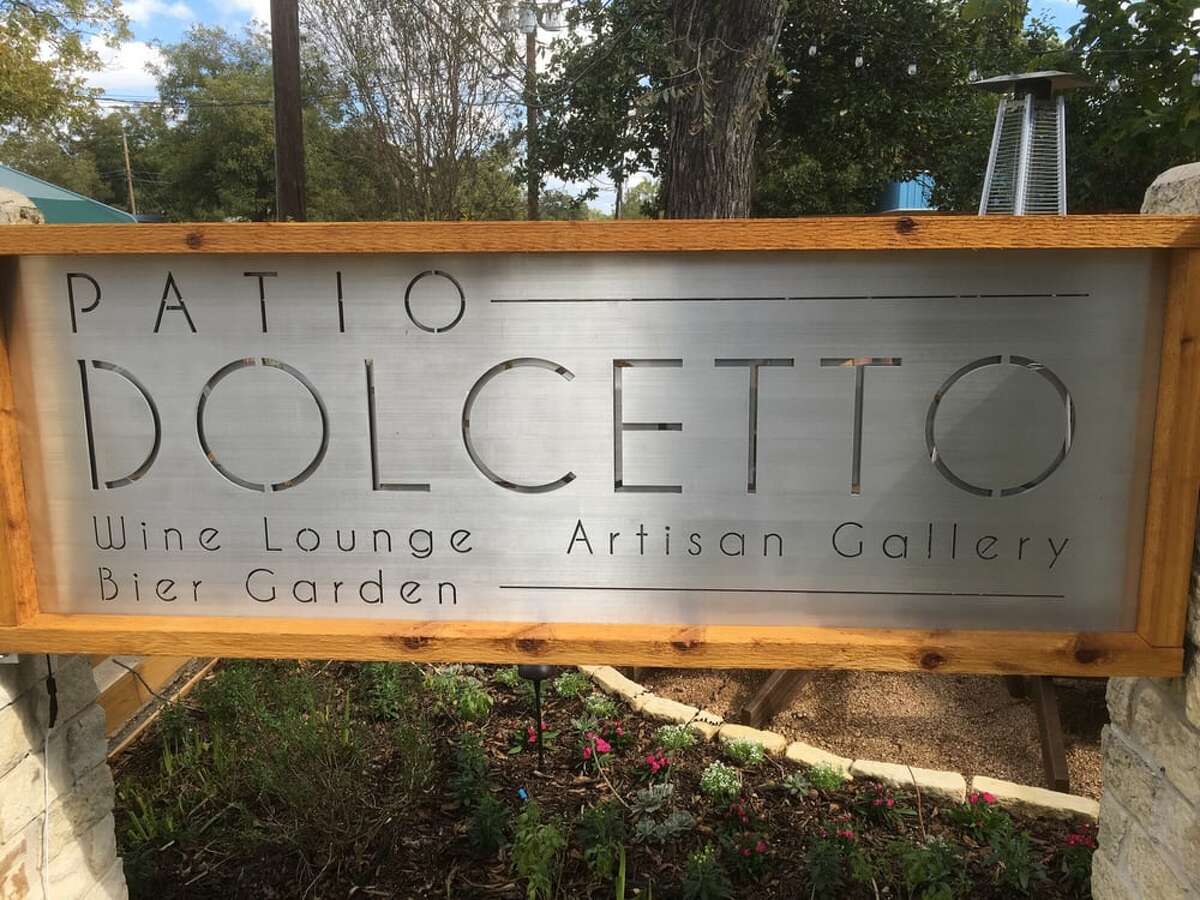 PATIO
DOLCETTO
Wine Lounge Artisan Gallery
Bier Garden